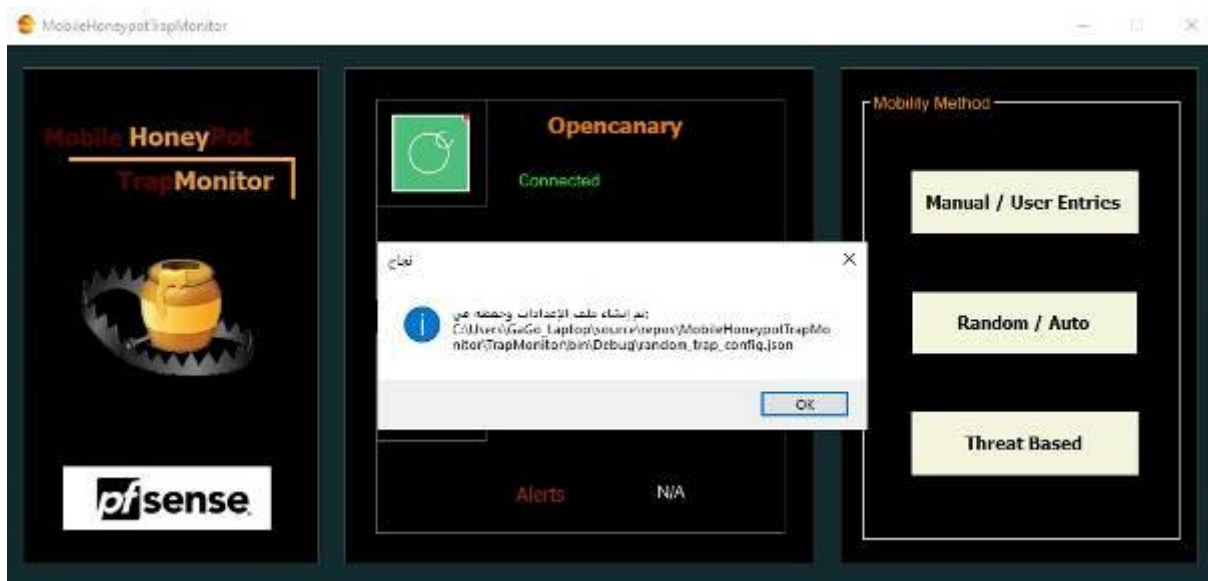 MobileHoneypotTrapMonitor
Mobile HoneyPot
TrapMonitor
pfsense
Opencanary
Connected
نجاح
تم إنشاء ملف الإعدادات وحفظه في:
C:\Users\GaGo_Laptop\source\repos\MobileHoneypotTrapMo
nitor\TrapMonitor\bin\Debug\random_trap_config.json
OK
Alerts N/A
Mobility Method
Manual / User Entries
Random / Auto
Threat Based